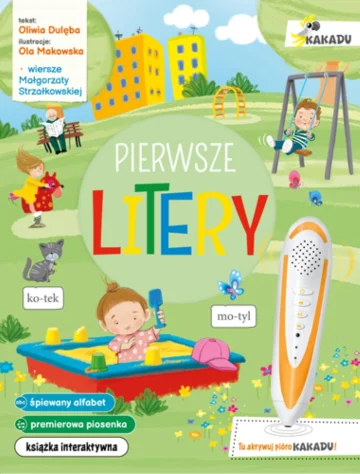 tekst:
Oliwia Dulęba
ilustracje:
Ola Makowska
· wiersze
Małgorzaty
Strzałkowskiej
KAKADU
PIERWSZE
LITERY
ko-tek
mo-tyl
śpiewany alfabet
premierowa piosenka
książka interaktywna
Tu aktywuj pióro KAKADU!